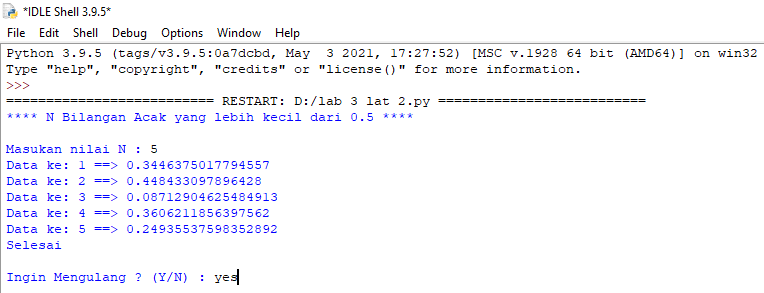 *IDLE Shell 3.9.5*
File Edit Shell Debug Options Window Help
Python 3.9.5 (tags/v3.9.5:0a7dcbd, May  3 2021, 17:27:52) [MSC v.1928 64 bit (AMD64)] on win32
Type "help", "copyright", "credits" or "license()" for more information.
>>>
========================== RESTART: D:/lab 3 lat 2.py ==========================
**** N Bilangan Acak yang lebih kecil dari 0.5 ****
Masukan nilai N : 5
Data ke: 1 ==> 0.3446375017794557
Data ke: 2 ==> 0.448433097896428
Data ke: 3 ==> 0.08712904625484913
Data ke: 4 ==> 0.3606211856397562
Data ke: 5 ==> 0.24935537598352892
Selesai
Ingin Mengulang ? (Y/N) : yes